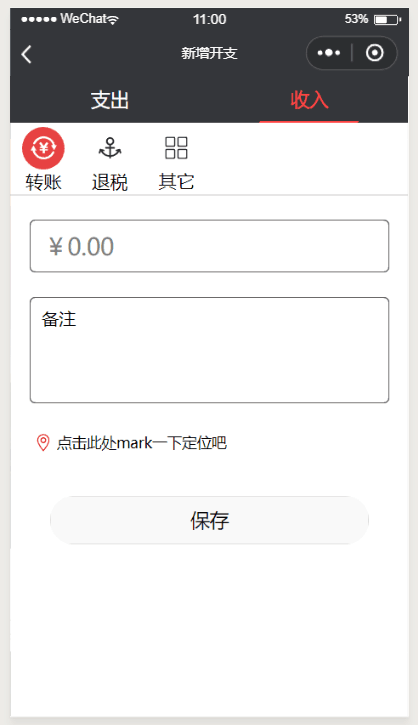 WeChat 11:00 53%
新增开支
支出 收入
转账 退税 其它
¥0.00
备注
点击此处mark一下定位吧
保存